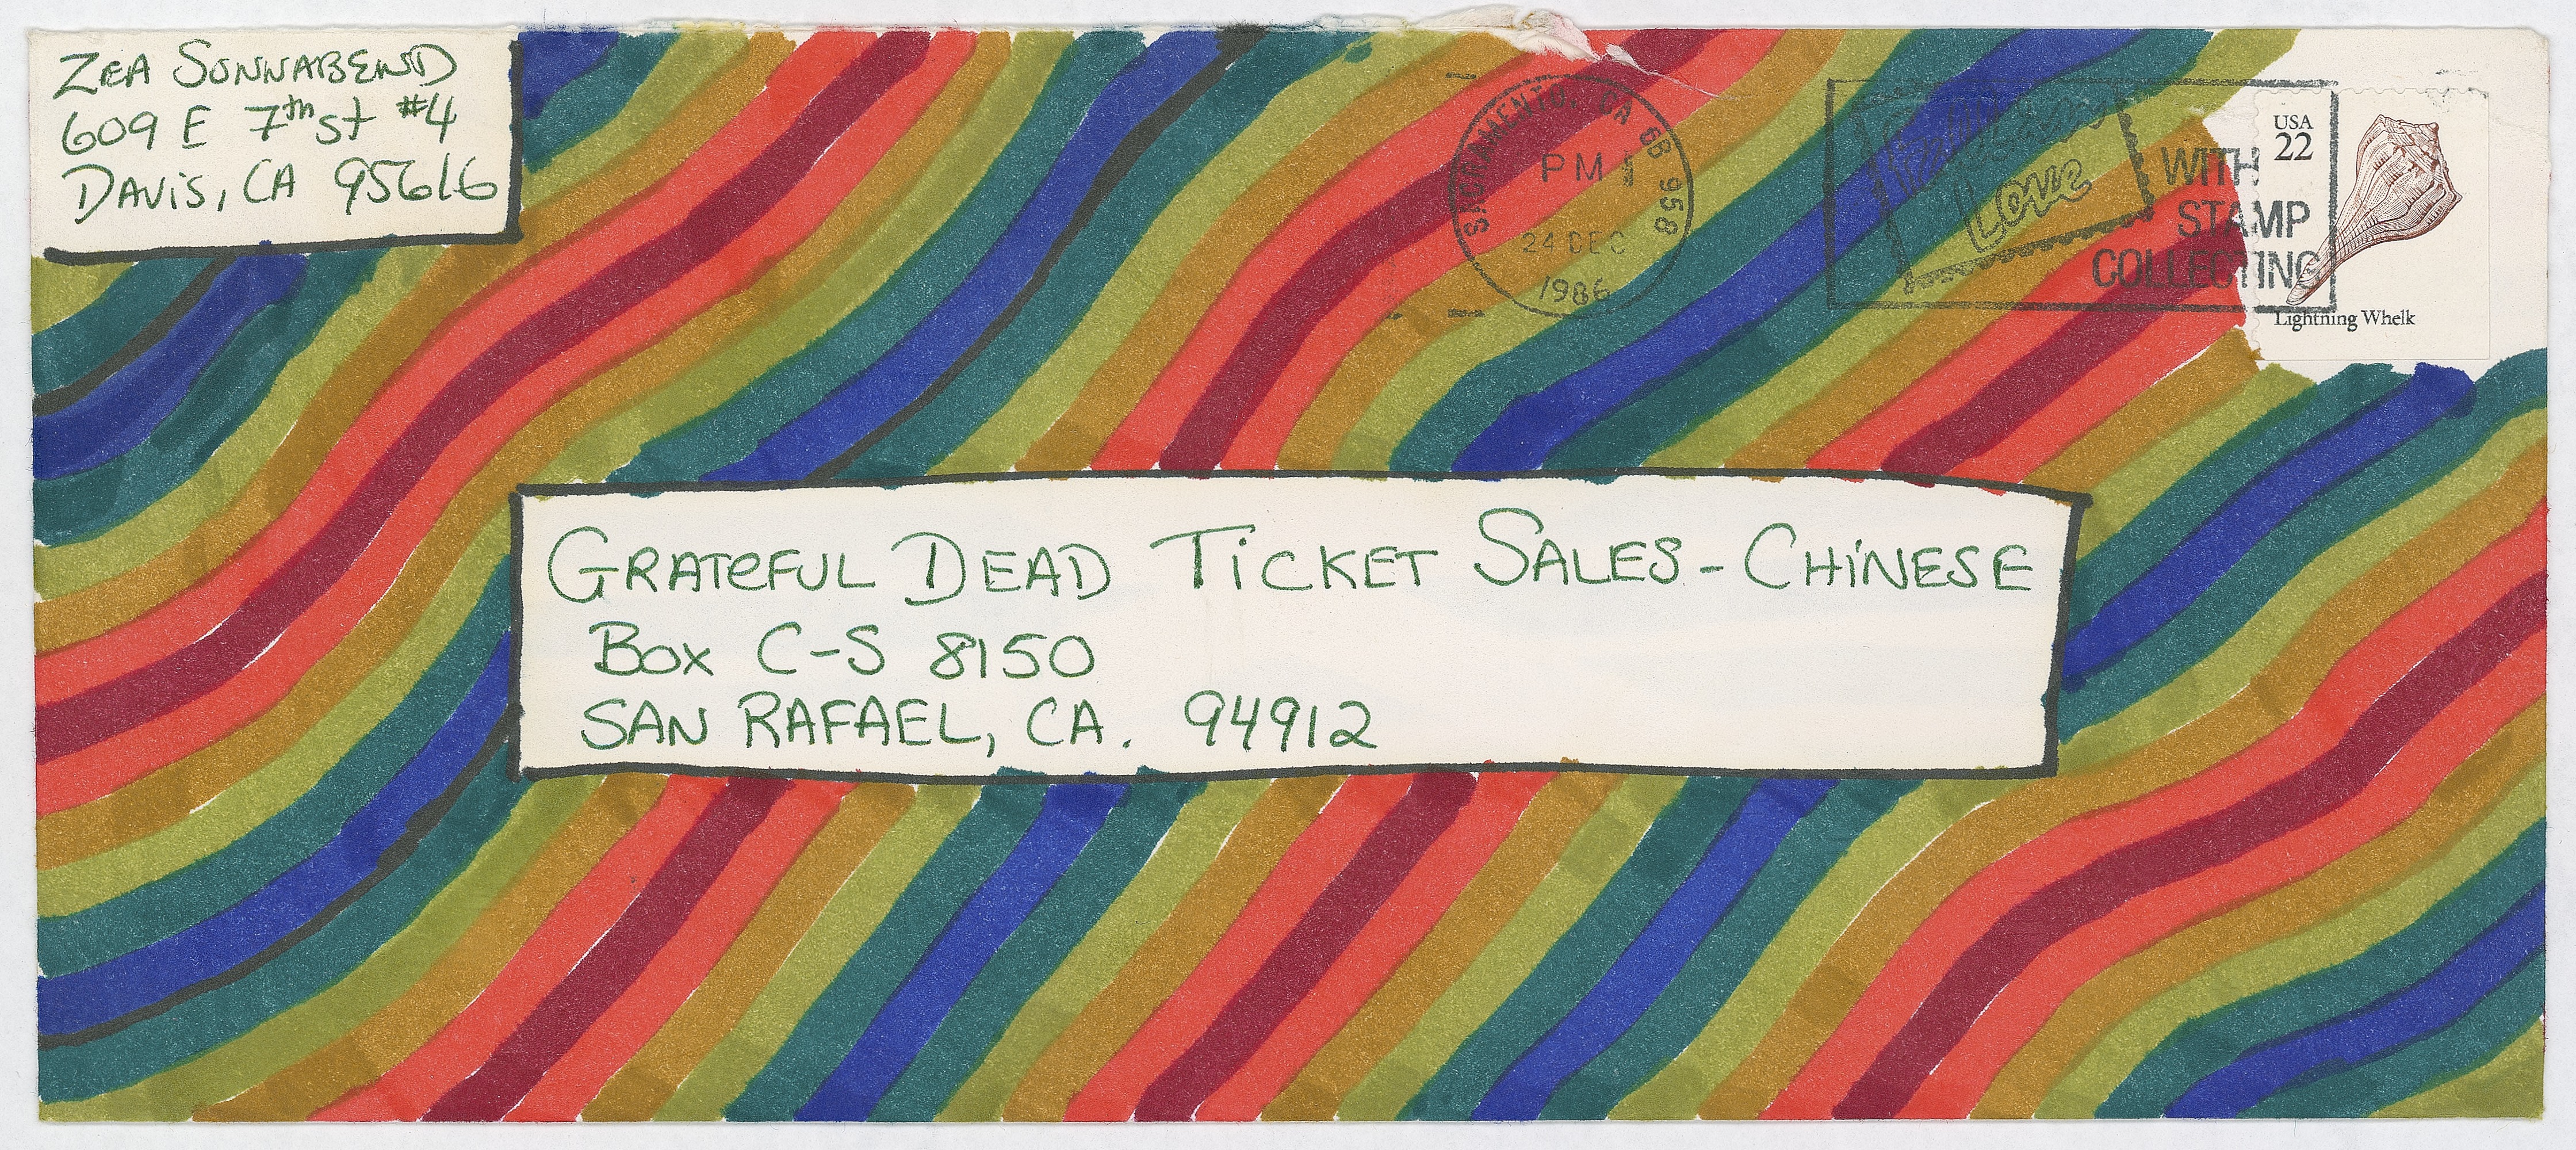 ZEA SONNABEND
609 E 7th St #4
DAVIS, CA 95616
SACRAMENTO, CA GB 958
PM
24 DEC
1986
Love
WITH
STAMP
COLLECTING
USA
22
Lightning Whelk
GRATEFUL DEAD TICKET SALES - CHINESE
BOX C-S 8150
SAN RAFAEL, CA. 94912